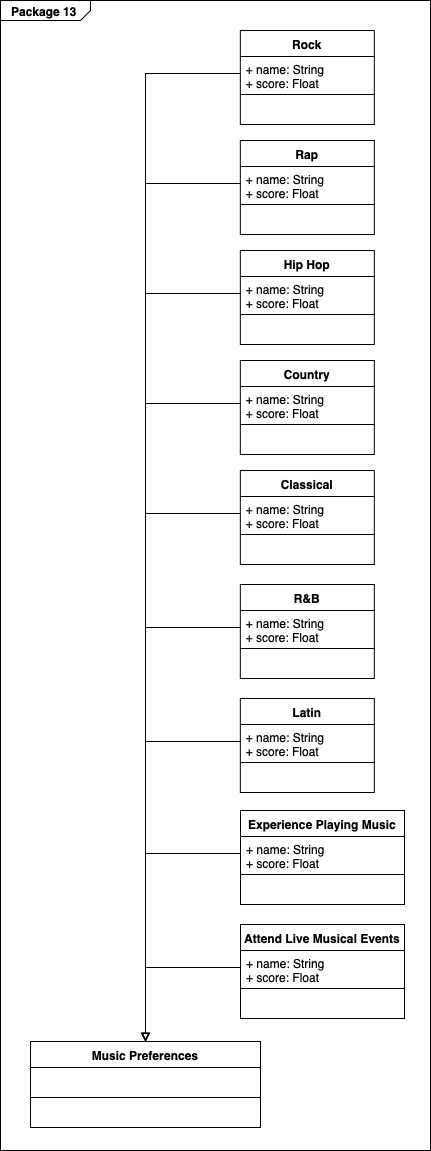 Package 13
Rock
+ name: String
+ score: Float
Rap
+ name: String
+ score: Float
Hip Hop
+ name: String
+ score: Float
Country
+ name: String
+ score: Float
Classical
+ name: String
+ score: Float
R&B
+ name: String
+ score: Float
Latin
+ name: String
+ score: Float
Experience Playing Music
+ name: String
+ score: Float
Attend Live Musical Events
+ name: String
+ score: Float
Music Preferences